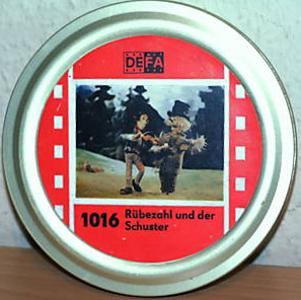 DEFA
1016 Rübezahl und der
Schuster